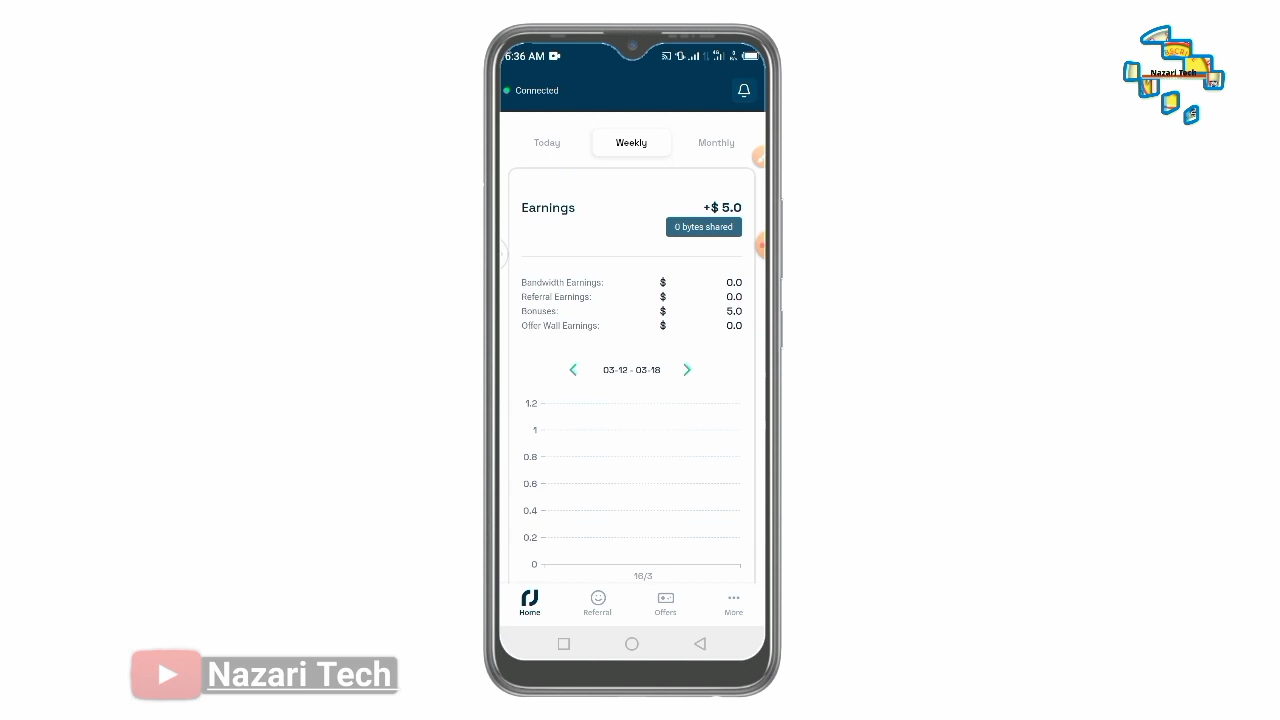 6:36 AM
Connected
Today Weekly Monthly
Earnings +$ 5.0
0 bytes shared
Bandwidth Earnings: $ 0.0
Referral Earnings: $ 0.0
Bonuses: $ 5.0
Offer Wall Earnings: $ 0.0
03-12 - 03-18
1.2
1
0.8
0.6
0.4
0.2
0
16/3
Home Referral Offers More
Nazari Tech
Nazari Tech